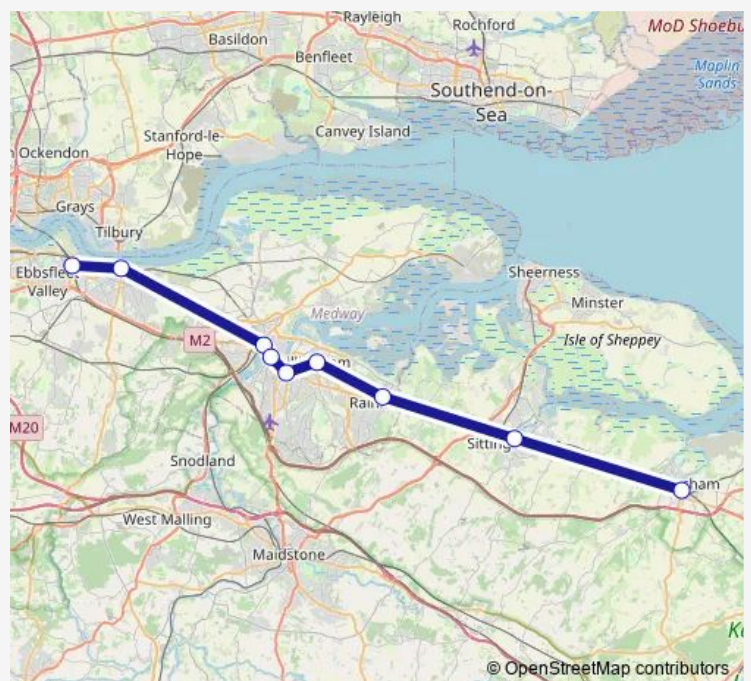 Rayleigh
Rochford
MoD Shoebu
Basildon
Benfleet
Maplin
Sands
Southend-on-
Sea
Stanford-le
Hope
Canvey Island
Ockendon
Grays
Tilbury
Ebbsfleet
Valley
Sheerness
Minster
Medway
M2
Isle of Sheppey
M20
Rain
Sitting
ham
Snodland
West Malling
Maidstone
© OpenStreetMap contributors